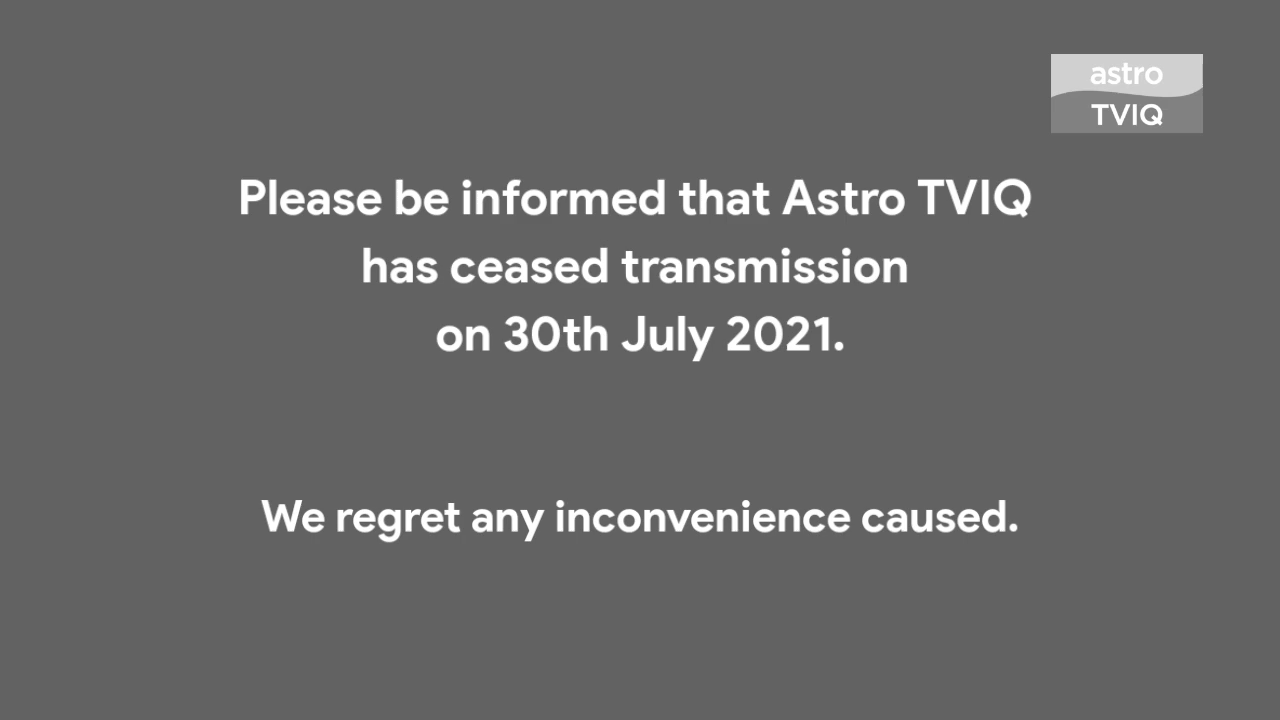 astro
TVIQ
Please be informed that Astro TVIQ
has ceased transmission
on 30th July 2021.
We regret any inconvenience caused.